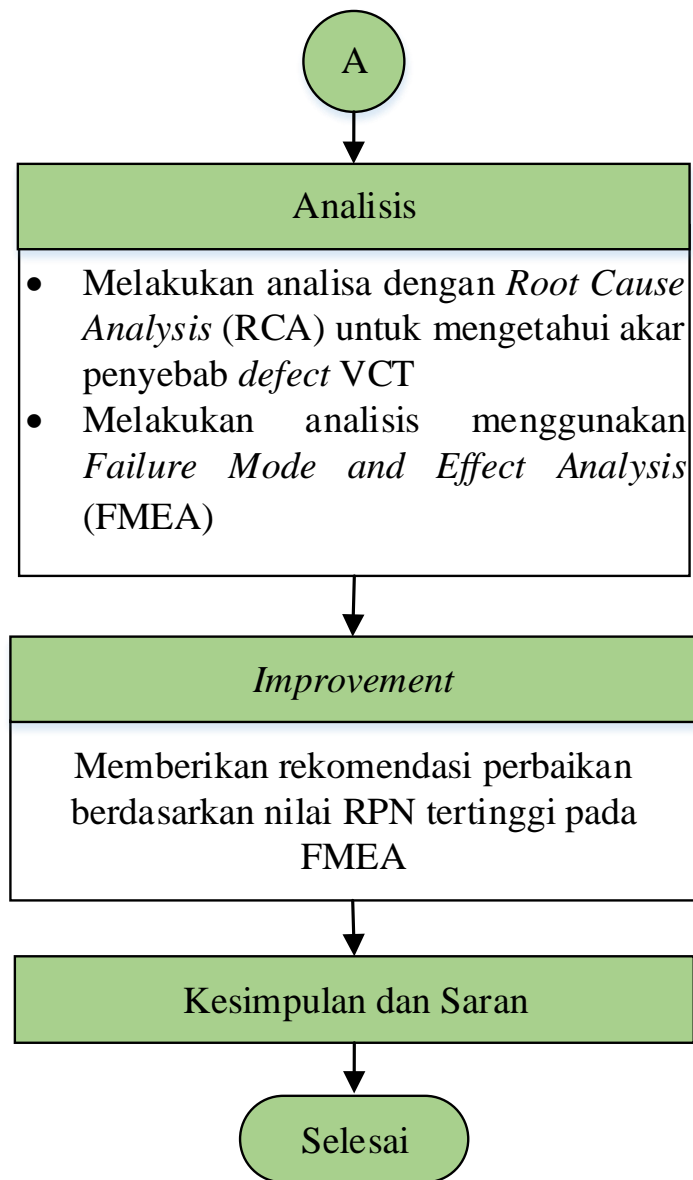 A
Analisis
• Melakukan analisa dengan Root Cause
Analysis (RCA) untuk mengetahui akar
penyebab defect VCT
• Melakukan analisis menggunakan
Failure Mode and Effect Analysis
(FMEA)
Improvement
Memberikan rekomendasi perbaikan
berdasarkan nilai RPN tertinggi pada
FMEA
Kesimpulan dan Saran
Selesai